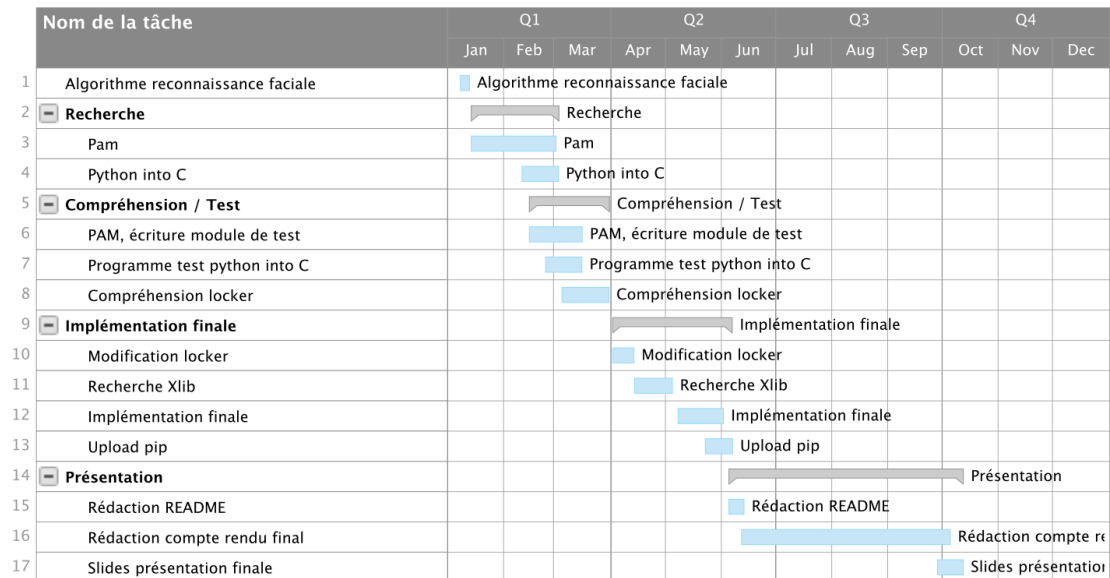 Nom de la tâche
Q1 Q2 Q3 Q4
Jan Feb Mar Apr May Jun Jul Aug Sep Oct Nov Dec
1 Algorithme reconnaissance faciale Algorithme reconnaissance faciale
2 Recherche Recherche
3 Pam Pam
4 Python into C Python into C
5 Compréhension / Test Compréhension / Test
6 PAM, écriture module de test PAM, écriture module de test
7 Programme test python into C Programme test python into C
8 Compréhension locker Compréhension locker
9 Implémentation finale Implémentation finale
10 Modification locker Modification locker
11 Recherche Xlib Recherche Xlib
12 Implémentation finale Implémentation finale
13 Upload pip Upload pip
14 Présentation Présentation
15 Rédaction README Rédaction README
16 Rédaction compte rendu final Rédaction compte re
17 Slides présentation finale Slides présentation